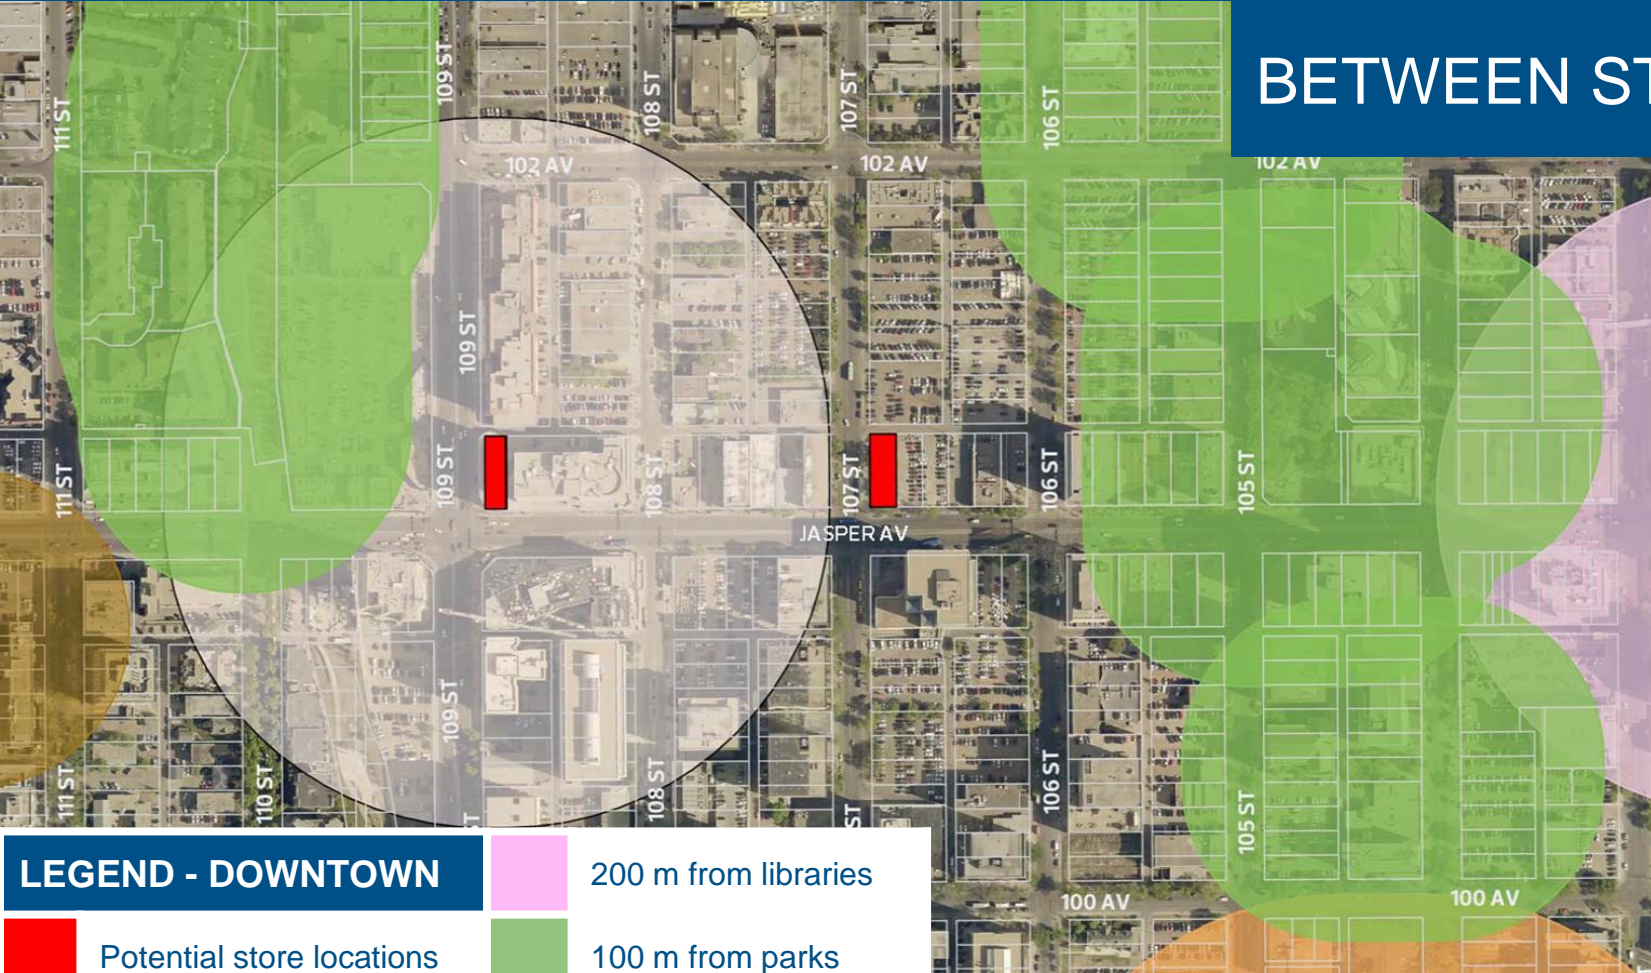 BETWEEN ST
109 ST
111 ST
108 ST
107 ST
106 ST
102 AV
102 AV
102 AV
109 ST
111 ST
109 ST
108 ST
107 ST
106 ST
105 ST
JASPER AV
109 ST
111 ST
110 ST
ST
108 ST
ST
106 ST
105 ST
100 AV
100 AV
LEGEND - DOWNTOWN
200 m from libraries
Potential store locations
100 m from parks